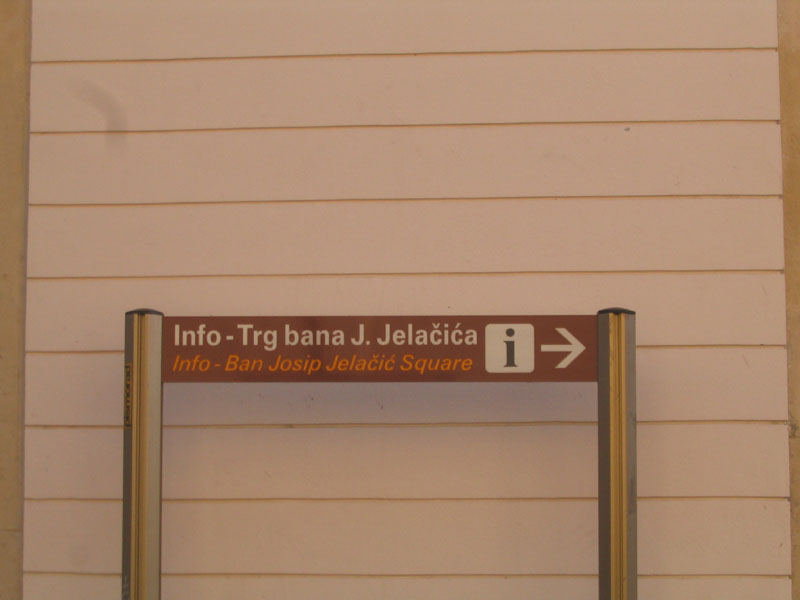 Info - Trg bana J. Jelačića
Info - Ban Josip Jelačić Square
i